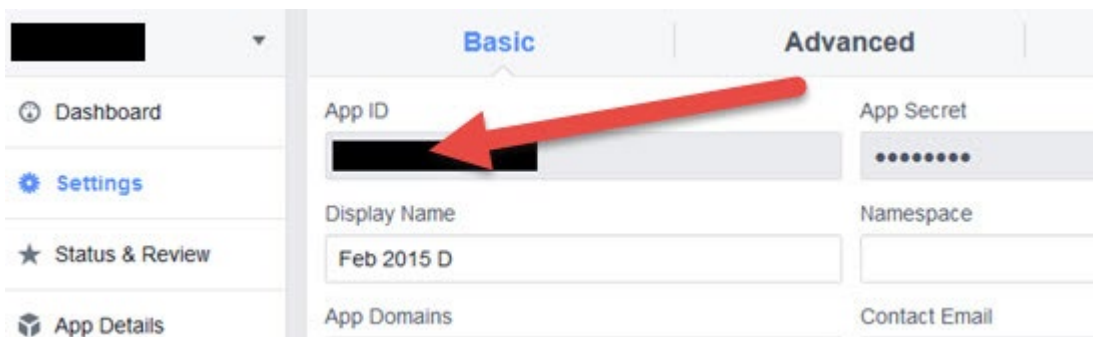 Basic
Advanced
Dashboard
App ID
App Secret
••••••••
Settings
Display Name
Namespace
Feb 2015 D
Status & Review
App Details
App Domains
Contact Email